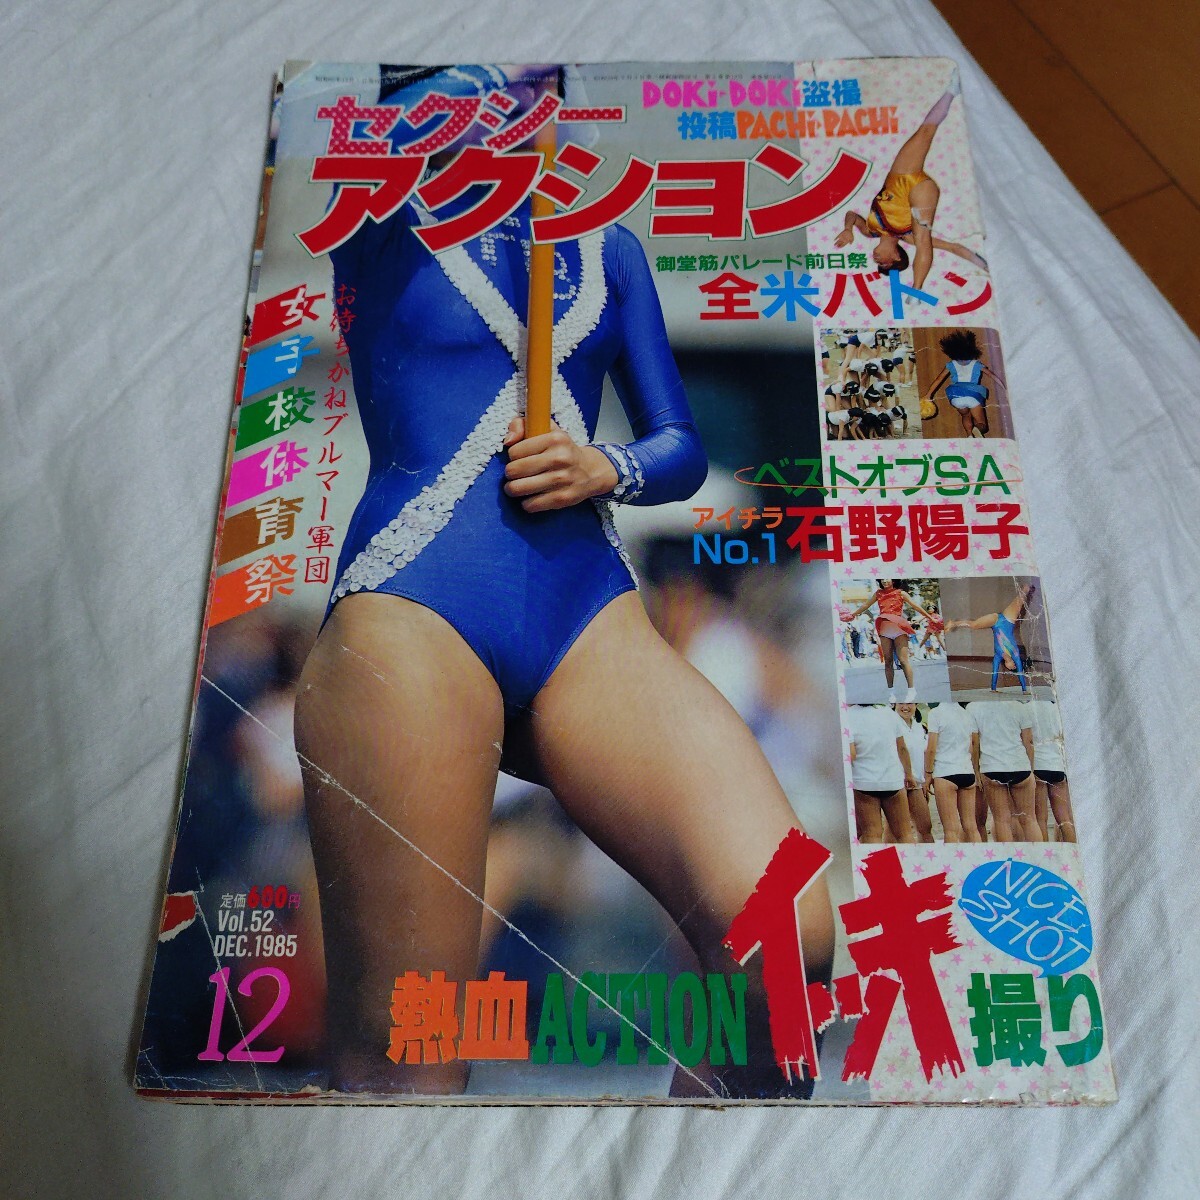 セクシー
アクション
DOKi-DOKi盗撮
投稿PACHi-PACHi
御堂筋パレード前日祭
全米バトン
お待ちかねブルマー軍団
女子校体育祭
ベストオブSA
アイチラ
No.1
石野陽子
定価600円
Vol.52
DEC.1985
12
熱血ACTION
イッキ撮り
NICE SHOT